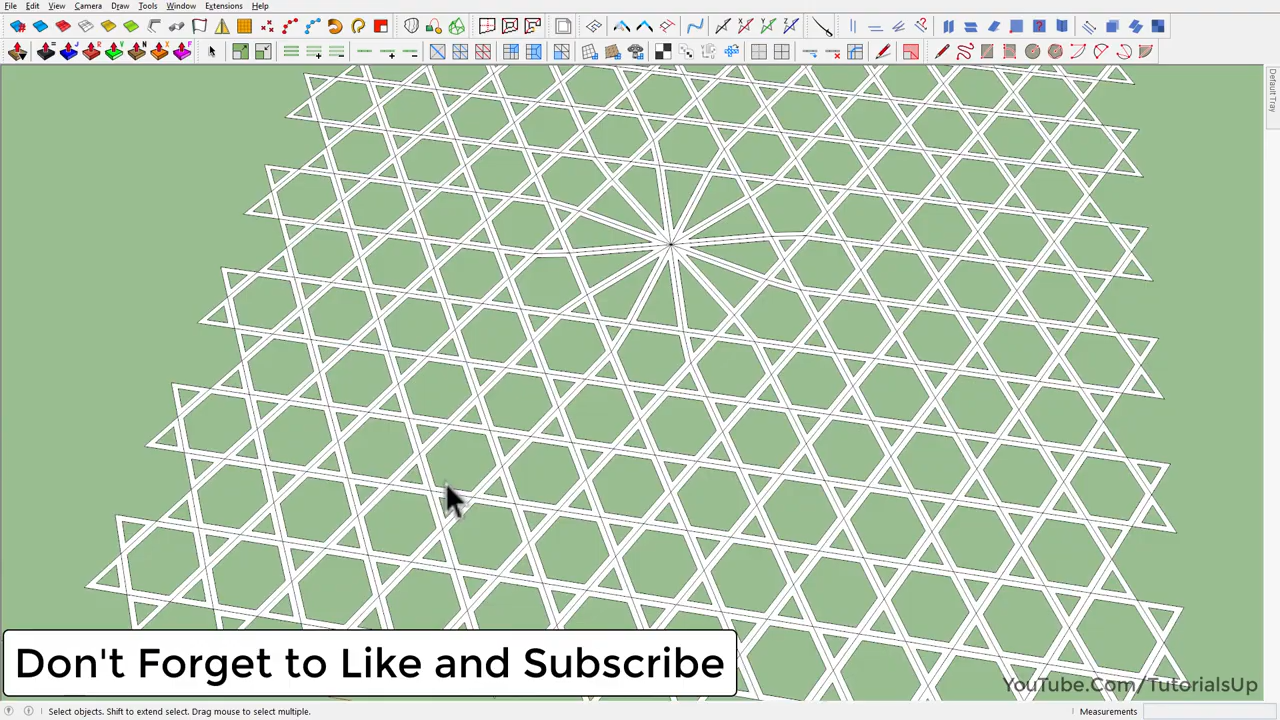 File Edit View Camera Draw Tools Window Extensions Help
Default Tray
Don't Forget to Like and Subscribe
YouTube.Com/TutorialsUp
Select objects. Shift to extend select. Drag mouse to select multiple.
Measurements